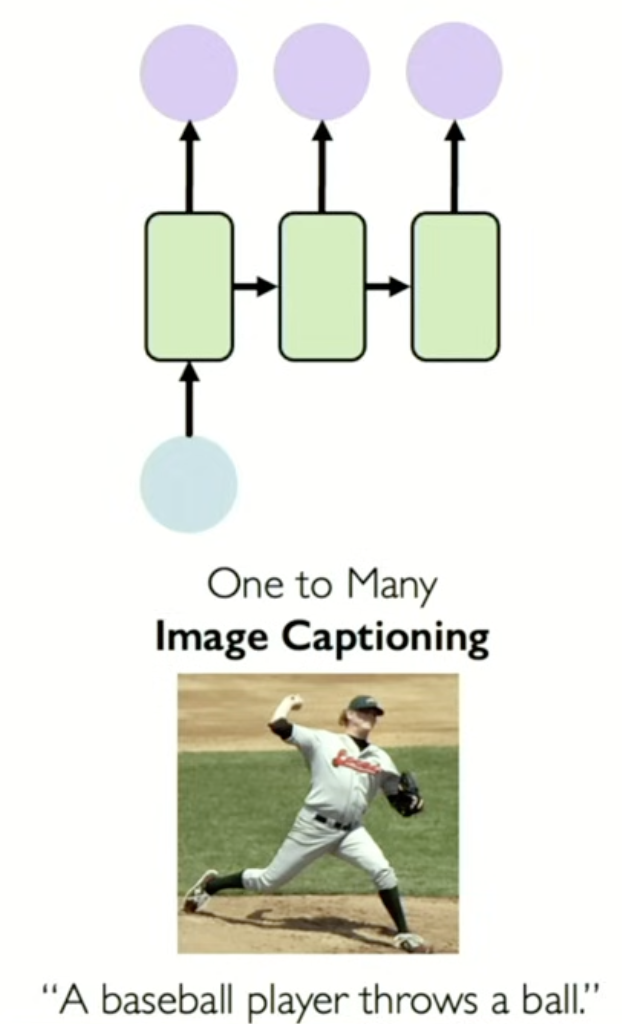 One to Many
Image Captioning
“A baseball player throws a ball.”